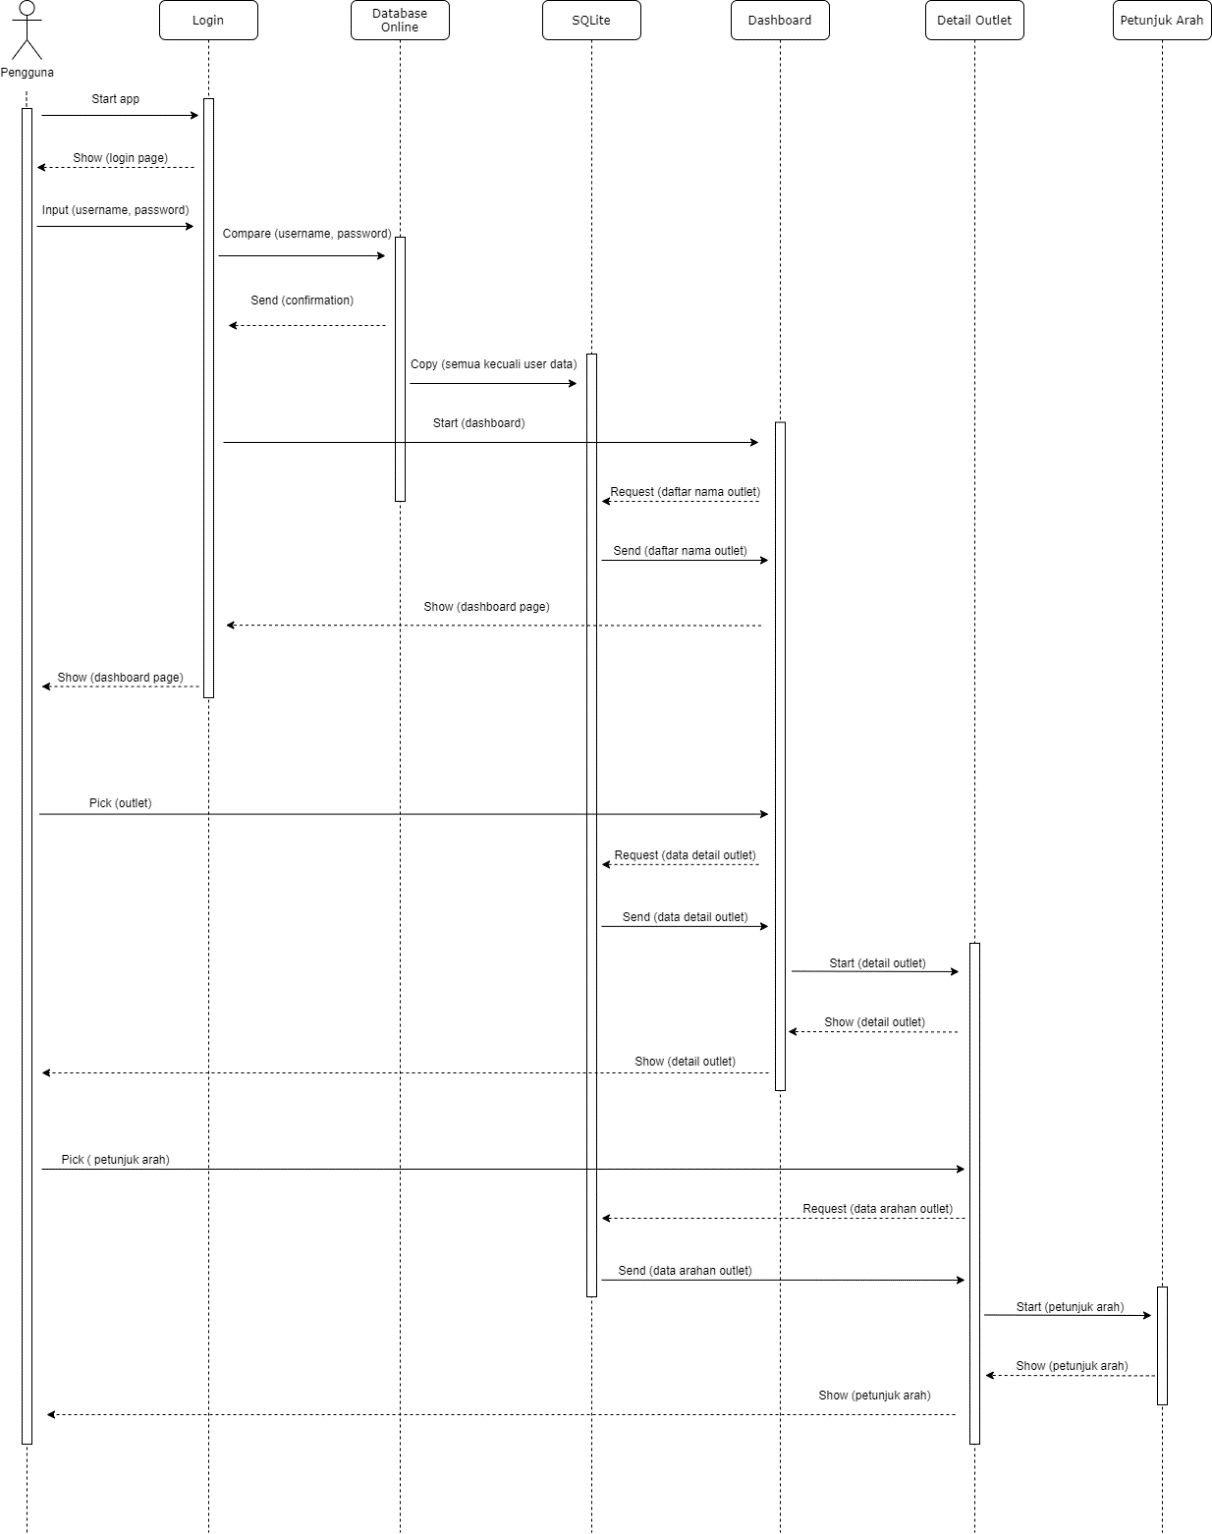 Login
Database
Online
SQLite
Dashboard
Detail Outlet
Petunjuk Arah
Pengguna
Start app
Show (login page)
Input (username, password)
Compare (username, password)
Send (confirmation)
Copy (semua kecuali user data)
Start (dashboard)
Request (daftar nama outlet)
Send (daftar nama outlet)
Show (dashboard page)
Show (dashboard page)
Pick (outlet)
Request (data detail outlet)
Send (data detail outlet)
Start (detail outlet)
Show (detail outlet)
Show (detail outlet)
Pick ( petunjuk arah)
Request (data arahan outlet)
Send (data arahan outlet)
Start (petunjuk arah)
Show (petunjuk arah)
Show (petunjuk arah)